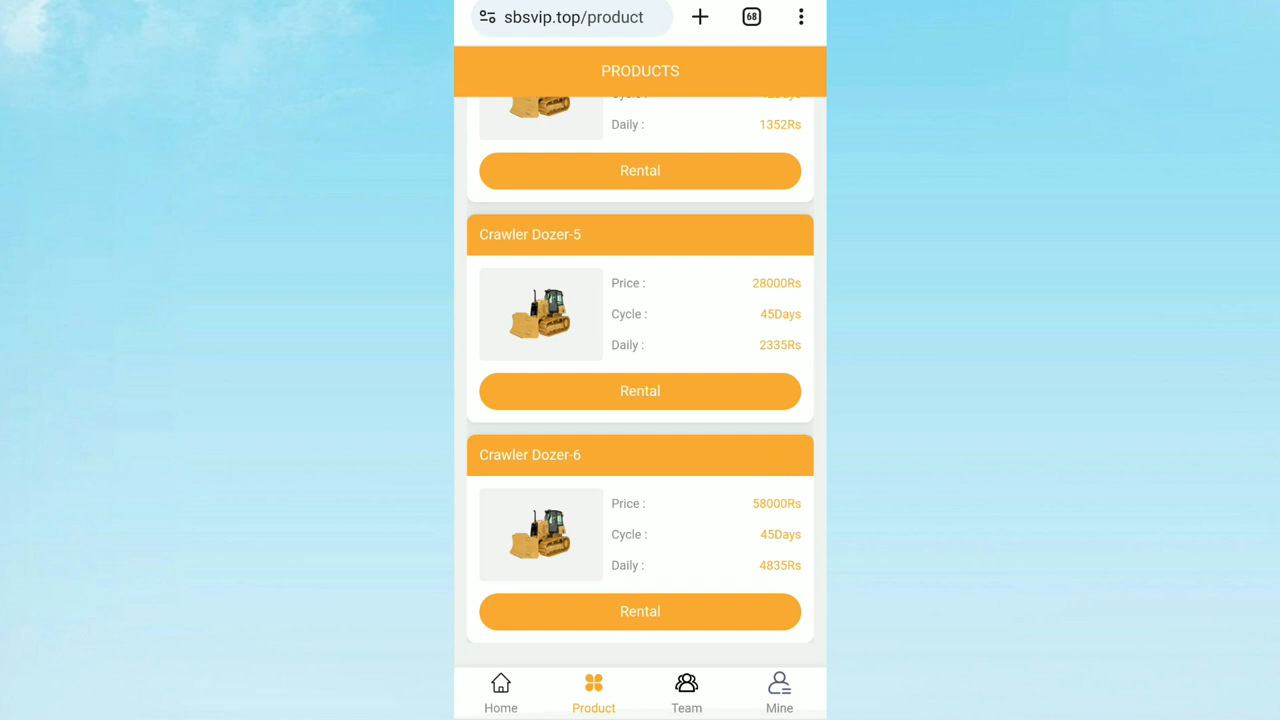 sbsvip.top/product
68
PRODUCTS
Daily : 1352Rs
Rental
Crawler Dozer-5
Price : 28000Rs
Cycle : 45Days
Daily : 2335Rs
Rental
Crawler Dozer-6
Price : 58000Rs
Cycle : 45Days
Daily : 4835Rs
Rental
Home Product Team Mine